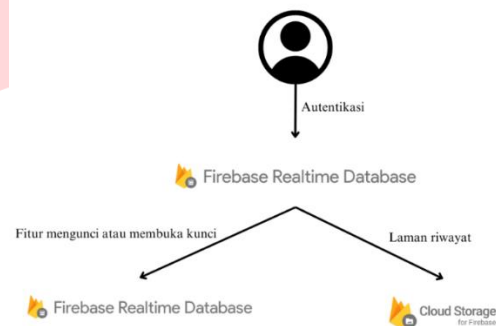 Autentikasi
Firebase Realtime Database
Fitur mengunci atau membuka kunci
Laman riwayat
Firebase Realtime Database
Cloud Storage
for Firebase